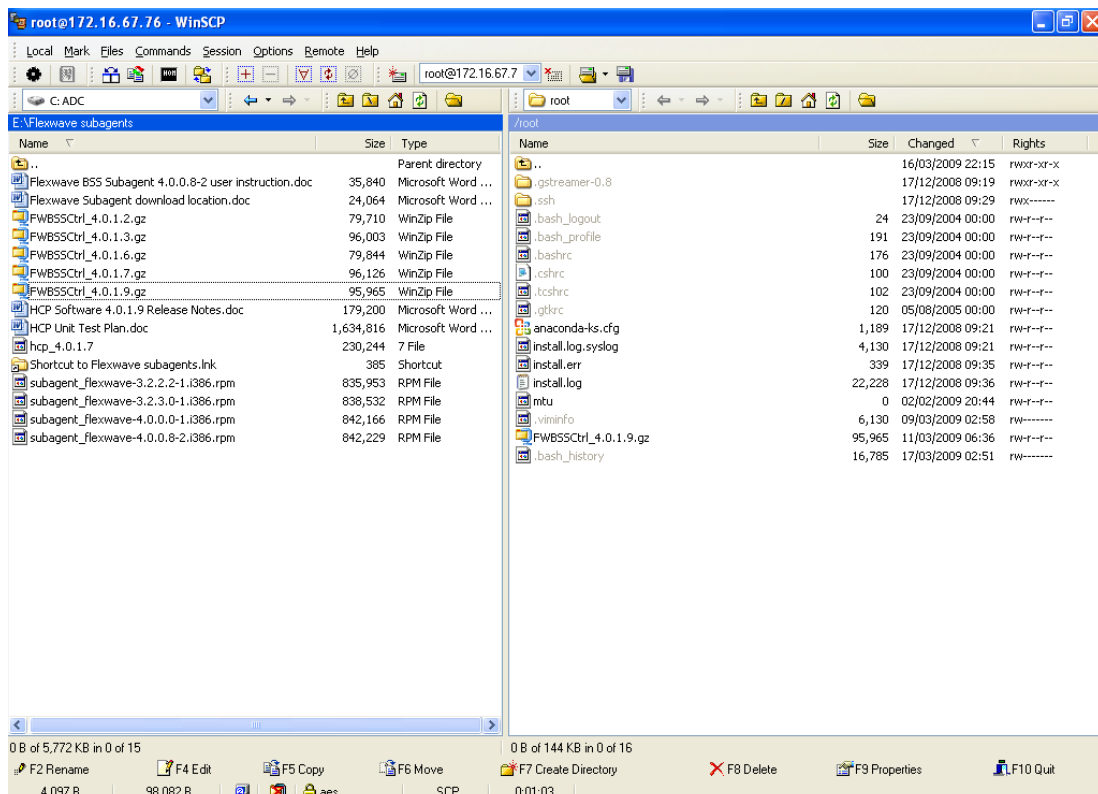 root@172.16.67.76 - WinSCP
Local Mark Files Commands Session Options Remote Help
root@172.16.67.7
C: ADC
root
E:\Flexwave subagents
/root
Name Size Type
Name Size Changed Rights
.. Parent directory
Flexwave BSS Subagent 4.0.0.8-2 user instruction.doc 35,840 Microsoft Word ...
Flexwave Subagent download location.doc 24,064 Microsoft Word ...
FWBSSCtrl_4.0.1.2.gz 79,710 WinZip File
FWBSSCtrl_4.0.1.3.gz 96,003 WinZip File
FWBSSCtrl_4.0.1.6.gz 79,844 WinZip File
FWBSSCtrl_4.0.1.7.gz 96,126 WinZip File
FWBSSCtrl_4.0.1.9.gz 95,965 WinZip File
HCP Software 4.0.1.9 Release Notes.doc 179,200 Microsoft Word ...
HCP Unit Test Plan.doc 1,634,816 Microsoft Word ...
hcp_4.0.1.7 230,244 7 File
Shortcut to Flexwave subagents.lnk 385 Shortcut
subagent_flexwave-3.2.2.2-1.i386.rpm 835,953 RPM File
subagent_flexwave-3.2.3.0-1.i386.rpm 838,532 RPM File
subagent_flexwave-4.0.0.0-1.i386.rpm 842,166 RPM File
subagent_flexwave-4.0.0.8-2.i386.rpm 842,229 RPM File
.. 16/03/2009 22:15 rwxr-xr-x
.gstreamer-0.8 17/12/2008 09:19 rwxr-xr-x
.ssh 17/12/2008 09:29 rwx------
.bash_logout 24 23/09/2004 00:00 rw-r--r--
.bash_profile 191 23/09/2004 00:00 rw-r--r--
.bashrc 176 23/09/2004 00:00 rw-r--r--
.cshrc 100 23/09/2004 00:00 rw-r--r--
.tcshrc 102 23/09/2004 00:00 rw-r--r--
.gtkrc 120 05/08/2005 00:00 rw-r--r--
anaconda-ks.cfg 1,189 17/12/2008 09:21 rw-r--r--
install.log.syslog 4,130 17/12/2008 09:21 rw-r--r--
install.err 339 17/12/2008 09:35 rw-r--r--
install.log 22,228 17/12/2008 09:36 rw-r--r--
mtu 0 02/02/2009 20:44 rw-r--r--
.viminfo 6,130 09/03/2009 02:58 rw-------
FWBSSCtrl_4.0.1.9.gz 95,965 11/03/2009 06:36 rw-r--r--
.bash_history 16,785 17/03/2009 02:51 rw-------
0 B of 5,772 KB in 0 of 15
0 B of 144 KB in 0 of 16
F2 Rename F4 Edit F5 Copy F6 Move F7 Create Directory F8 Delete F9 Properties F10 Quit
4,097 B 98,082 B aes SCP 0:01:03